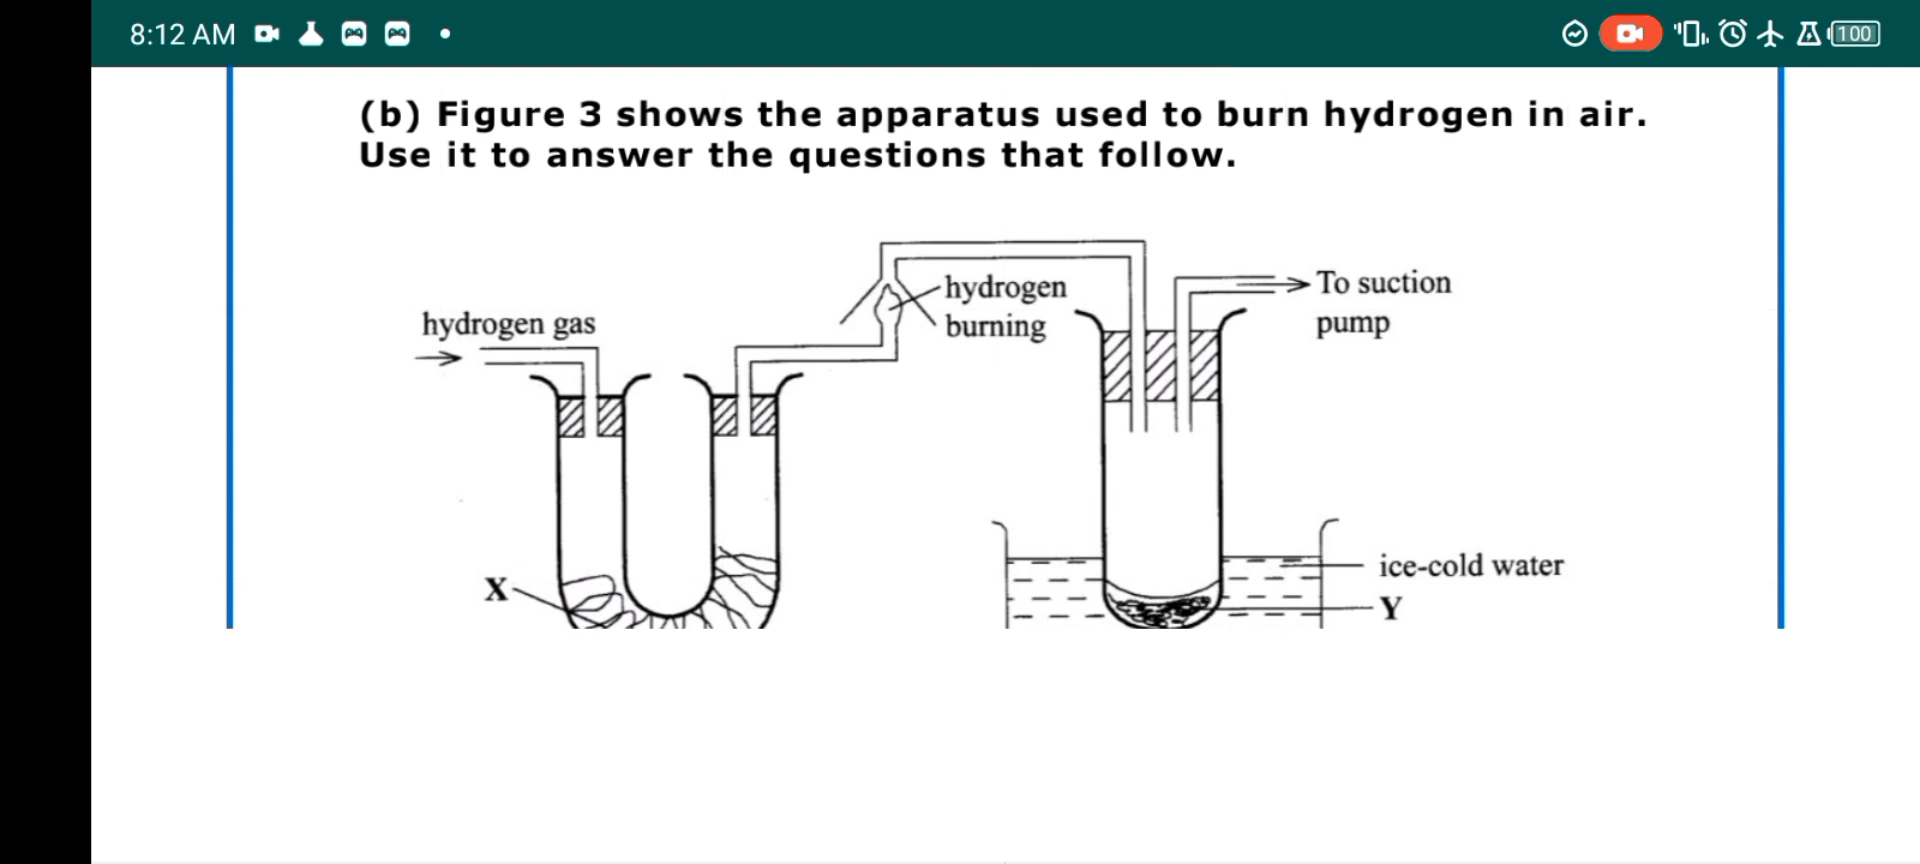 8:12 AM
100
(b) Figure 3 shows the apparatus used to burn hydrogen in air.
Use it to answer the questions that follow.
hydrogen gas
hydrogen
burning
To suction
pump
X
ice-cold water
Y